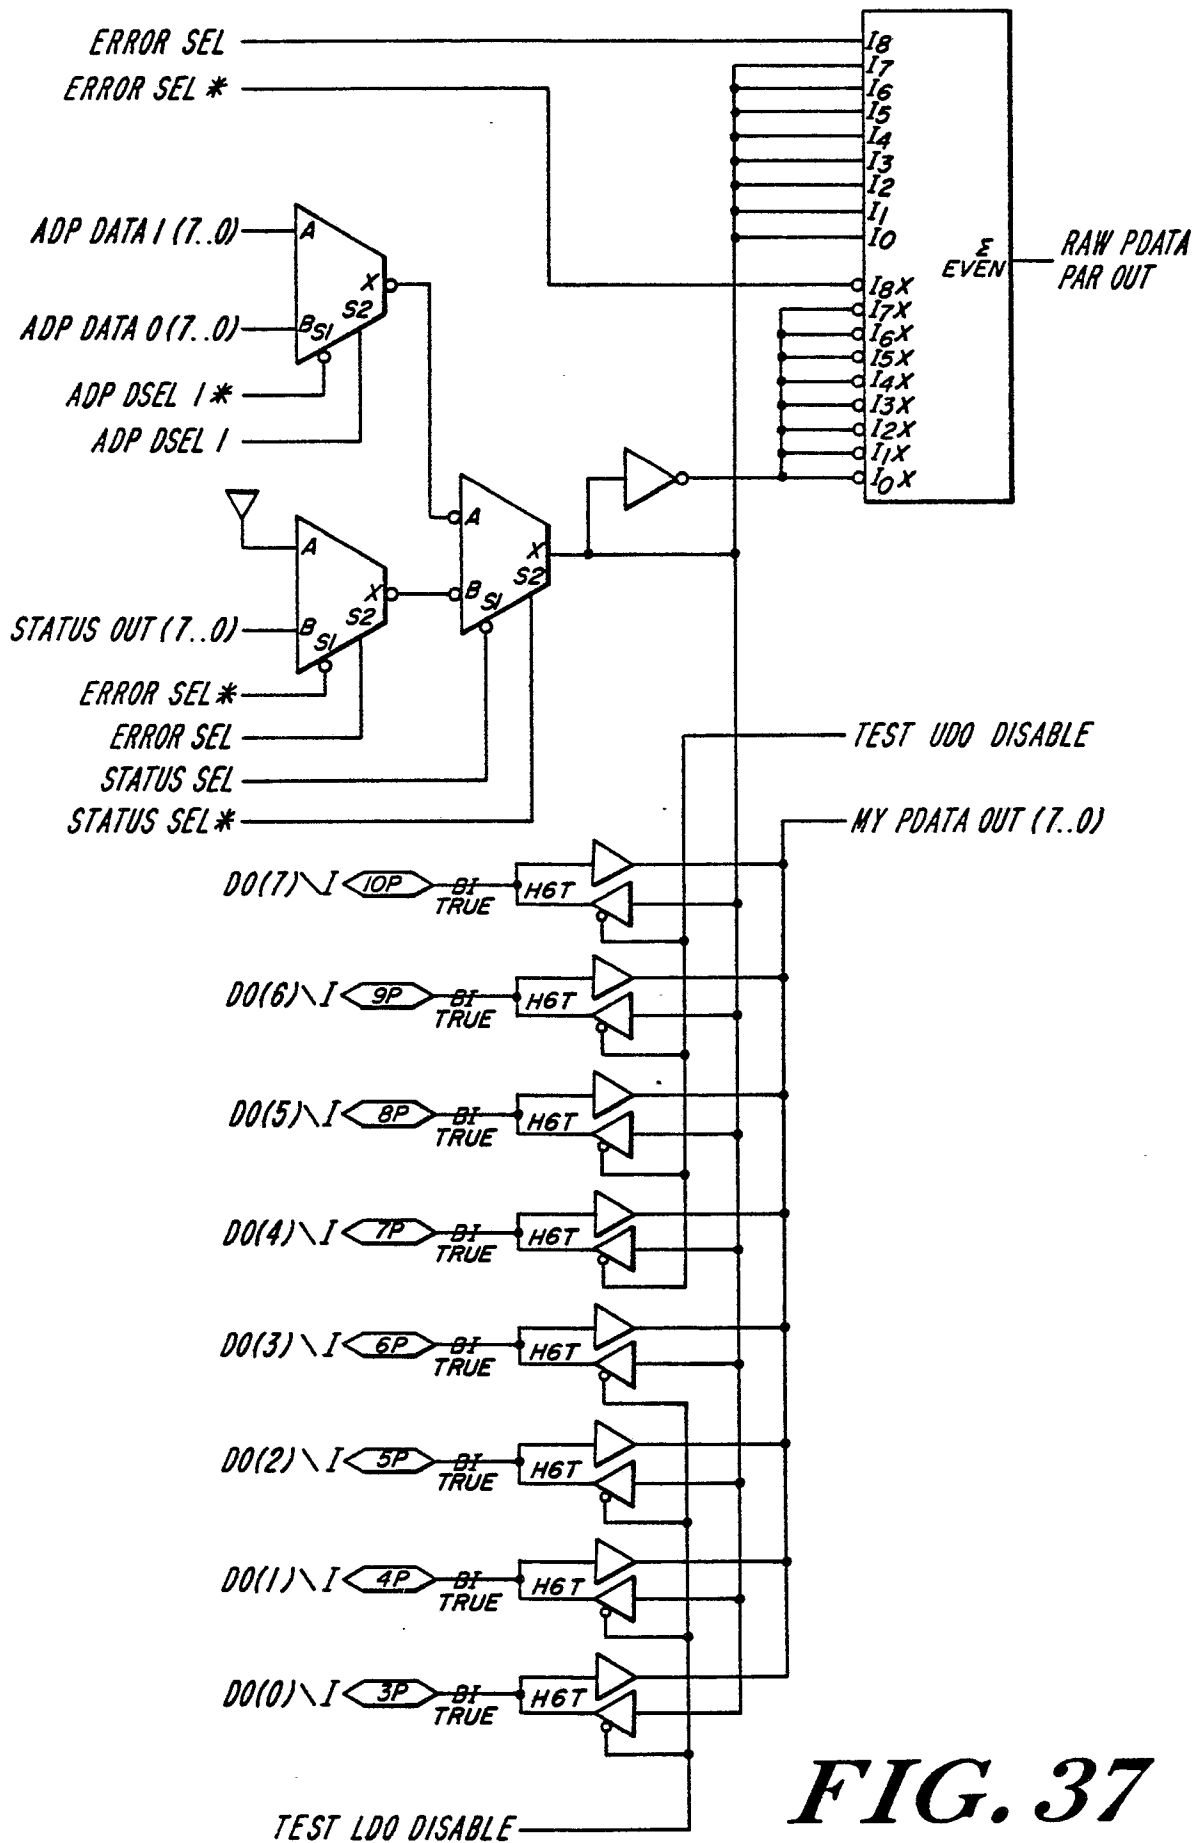 ERROR SEL
I8
I7
ERROR SEL *
I6
I5
I4
I3
I2
I1
I0
ADP DATA 1 (7..0)
A
Σ
EVEN
RAW PDATA
PAR OUT
X
I8X
S2
I7X
ADP DATA 0 (7..0)
B
S1
I6X
I5X
ADP DSEL 1 *
I4X
I3X
ADP DSEL 1
I2X
I1X
I0X
A
A
X
S2
X
B
S1
S2
STATUS OUT (7..0)
B
S1
ERROR SEL *
ERROR SEL
TEST UDO DISABLE
STATUS SEL
STATUS SEL *
MY PDATA OUT (7..0)
DO(7)\I 10P BI TRUE H6T
DO(6)\I 9P BI TRUE H6T
DO(5)\I 8P BI TRUE H6T
DO(4)\I 7P BI TRUE H6T
DO(3)\I 6P BI TRUE H6T
DO(2)\I 5P BI TRUE H6T
DO(1)\I 4P BI TRUE H6T
DO(0)\I 3P BI TRUE H6T
TEST LDO DISABLE
FIG. 37